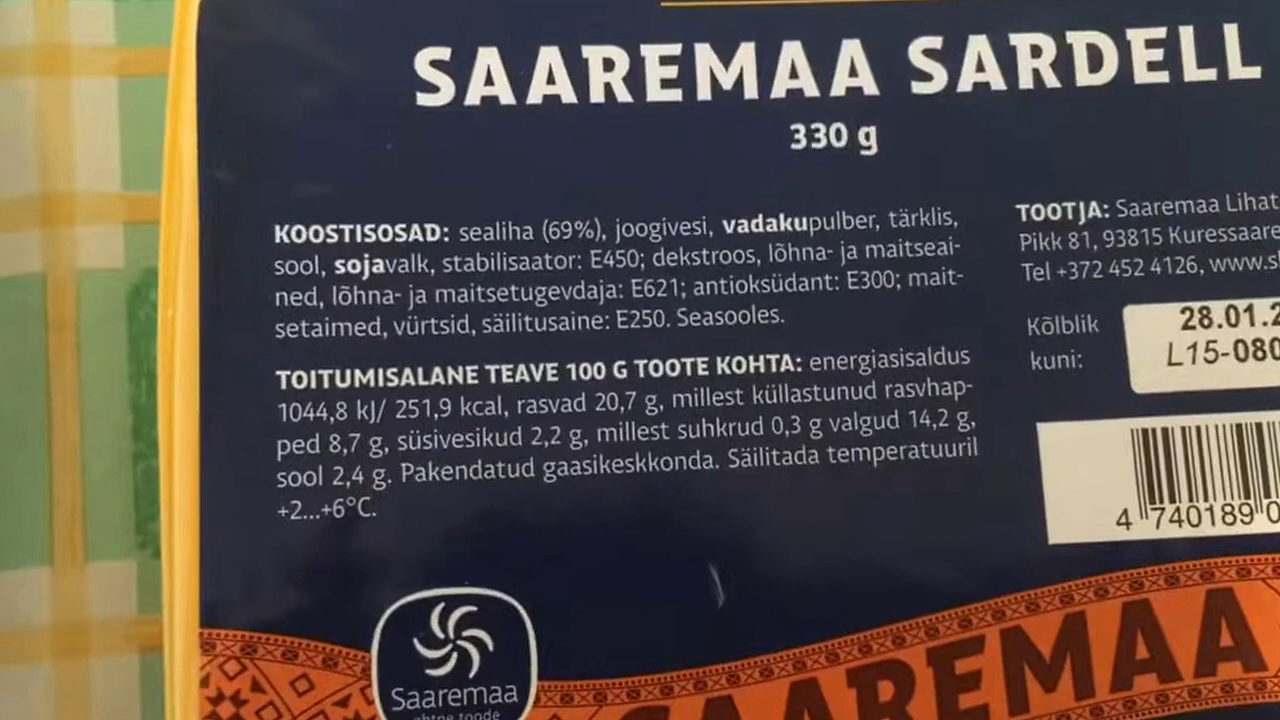 SAAREMAA SARDELL
330 g
KOOSTISOSAD: sealiha (69%), joogivesi, vadakupulber, tärklis,
sool, sojavalk, stabilisaator: E450; dekstroos, lõhna- ja maitseai-
ned, lõhna- ja maitsetugevdaja: E621; antioksüdant: E300; mait-
setaimed, vürtsid, säilitusaine: E250. Seasooles.
TOITUMISALANE TEAVE 100 G TOOTE KOHTA: energiasisaldus
1044,8 kJ/ 251,9 kcal, rasvad 20,7 g, millest küllastunud rasvhap-
ped 8,7 g, süsivesikud 2,2 g, millest suhkrud 0,3 g valgud 14,2 g,
sool 2,4 g. Pakendatud gaasikeskkonda. Säilitada temperatuuril
+2...+6°C.
TOOTJA: Saaremaa Lihat
Pikk 81, 93815 Kuressaare
Tel +372 452 4126, www.s
Kõlblik
kuni:
28.01.2
L15-080
4 740189 0
Saaremaa
ehtne toode
SAAREMAA